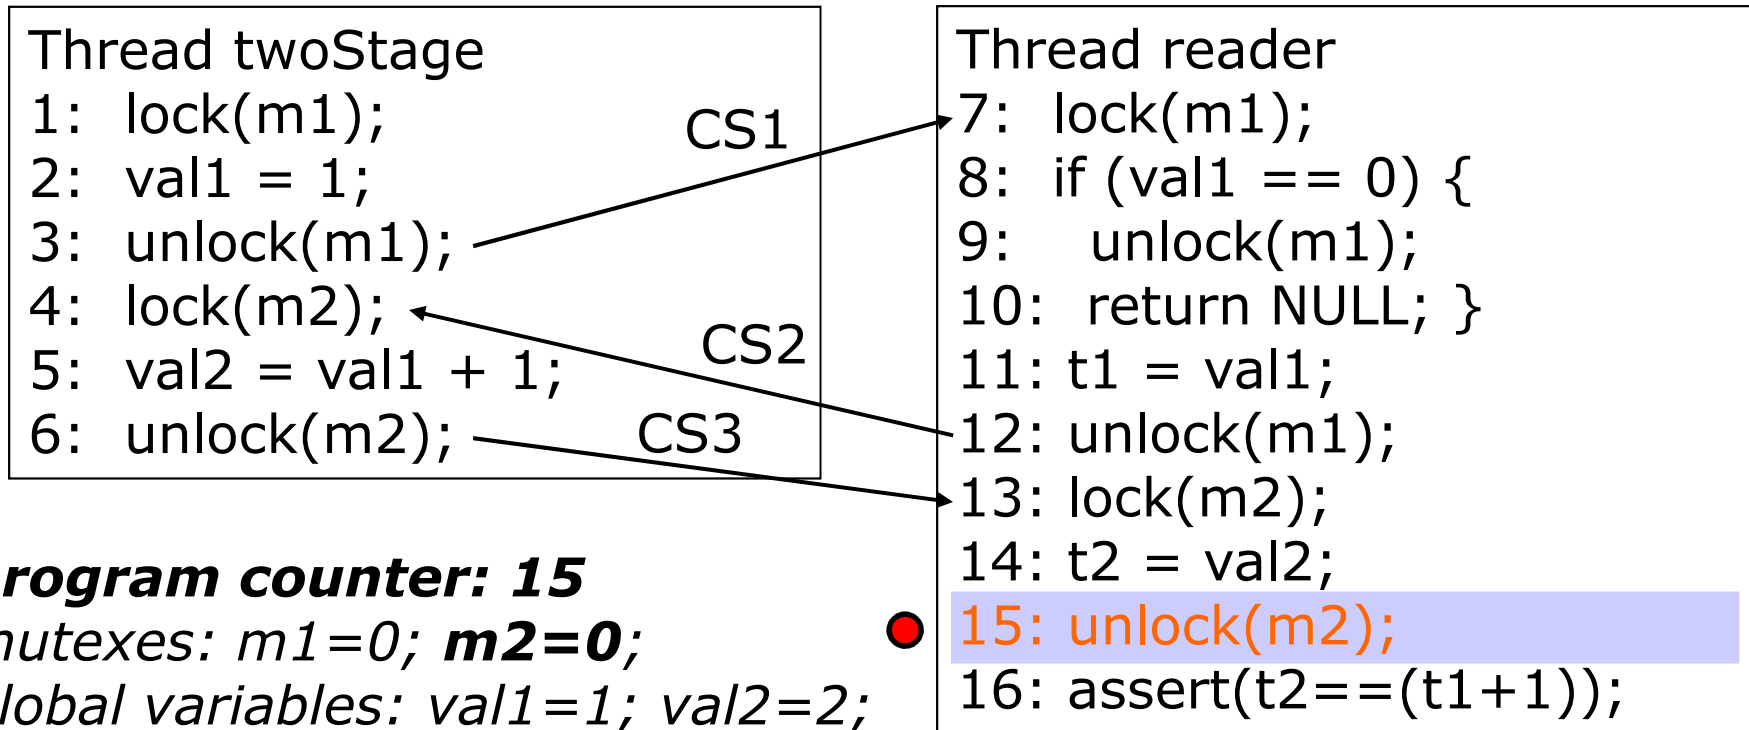 Thread twoStage
1: lock(m1);
2: val1 = 1;
3: unlock(m1);
4: lock(m2);
5: val2 = val1 + 1;
6: unlock(m2);
CS1
CS2
CS3
Thread reader
7: lock(m1);
8: if (val1 == 0) {
9: unlock(m1);
10: return NULL; }
11: t1 = val1;
12: unlock(m1);
13: lock(m2);
14: t2 = val2;
15: unlock(m2);
16: assert(t2==(t1+1));
rogram counter: 15
utexes: m1=0; m2=0;
lobal variables: val1=1; val2=2;